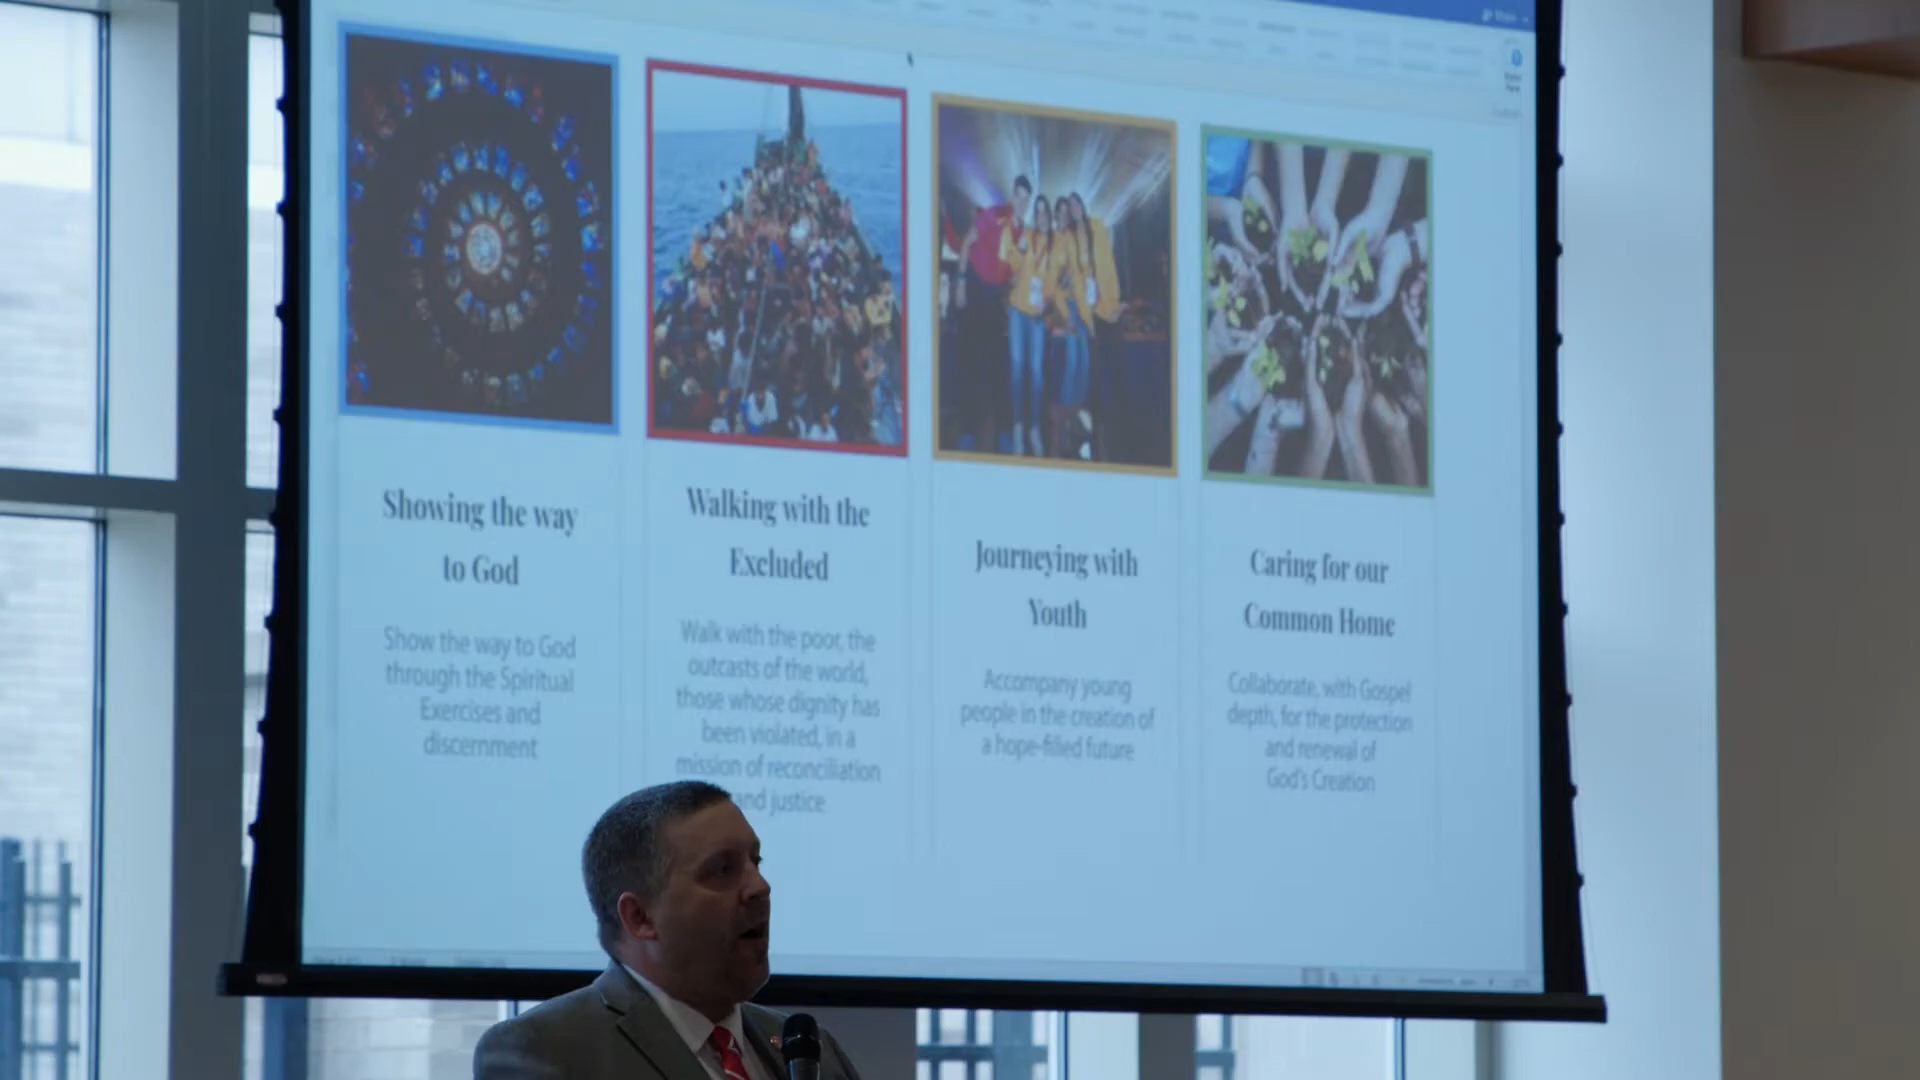 Showing the way
to God
Show the way to God
through the Spiritual
Exercises and
discernment
Walking with the
Excluded
Walk with the poor, the
outcasts of the world,
those whose dignity has
been violated, in a
mission of reconciliation
and justice
Journeying with
Youth
Accompany young
people in the creation of
a hope-filled future
Caring for our
Common Home
Collaborate, with Gospel
depth, for the protection
and renewal of
God's Creation
Share